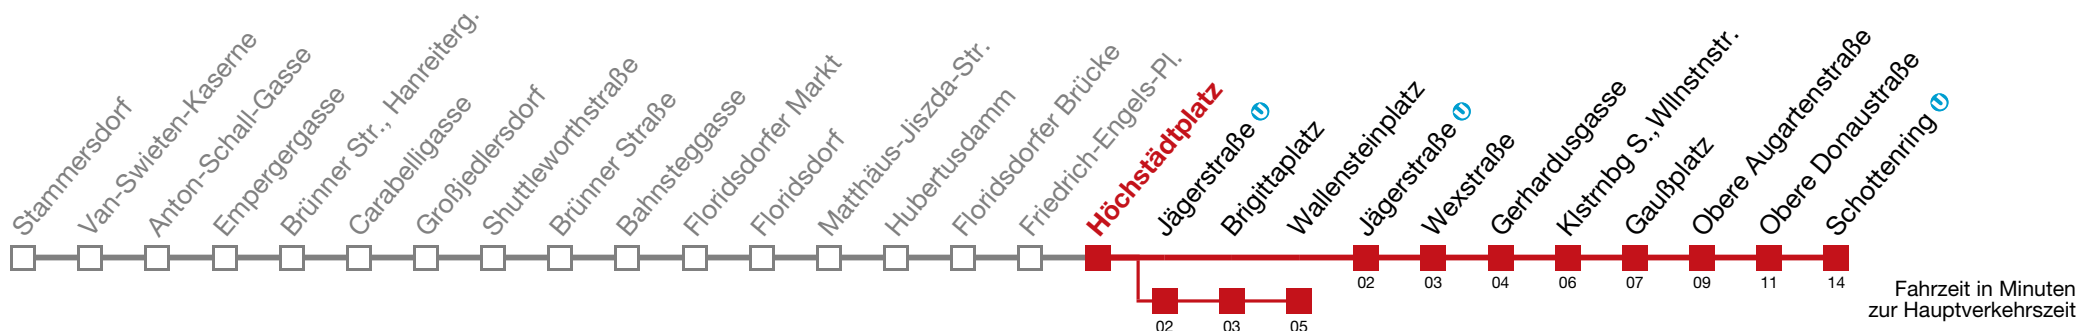 Stammersdorf
Van-Swieten-Kaserne
Anton-Schall-Gasse
Empergergasse
Brünner Str., Hanreiterg.
Carabelligasse
Großjedlersdorf
Shuttleworthstraße
Brünner Straße
Bahnsteggasse
Floridsdorfer Markt
Floridsdorf
Matthäus-Jiszda-Str.
Hubertusdamm
Floridsdorfer Brücke
Friedrich-Engels-Pl.
Höchstädtplatz
Jägerstraße U
Brigittaplatz
Wallensteinplatz
Jägerstraße U
Wexstraße
Gerhardusgasse
Klstrnbg S., Wllnstnstr.
Gaußplatz
Obere Augartenstraße
Obere Donaustraße
Schottenring U
02 03 04 06 07 09 11 14
02 03 05
Fahrzeit in Minuten
zur Hauptverkehrszeit